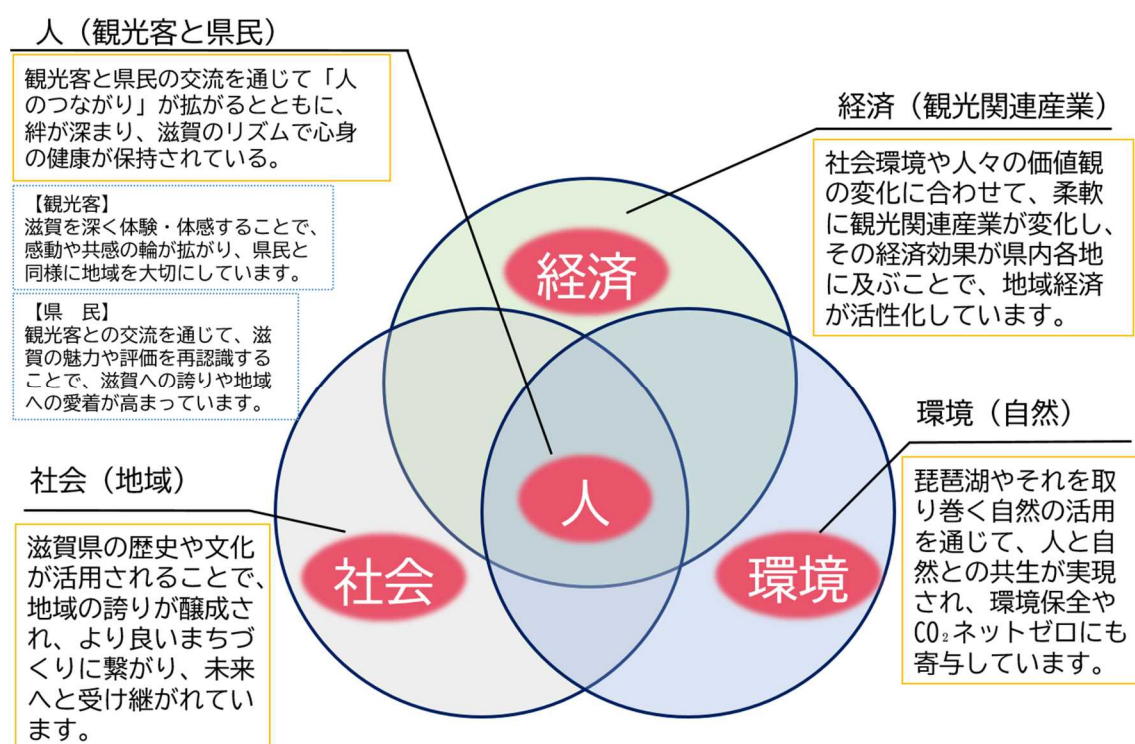 人（観光客と県民）
観光客と県民の交流を通じて「人
のつながり」が拡がるとともに、
絆が深まり、滋賀のリズムで心身
の健康が保持されている。
【観光客】
滋賀を深く体験・体感することで、
感動や共感の輪が拡がり、県民と
同様に地域を大切にしています。
【県　民】
観光客との交流を通じて、滋
賀の魅力や評価を再認識する
ことで、滋賀への誇りや地域
への愛着が高まっています。
経済（観光関連産業）
社会環境や人々の価値観
の変化に合わせて、柔軟
に観光関連産業が変化し、
その経済効果が県内各地
に及ぶことで、地域経済
が活性化しています。
経済
人
社会
環境
社会（地域）
滋賀県の歴史や文化
が活用されることで、
地域の誇りが醸成さ
れ、より良いまちづ
くりに繋がり、未来
へと受け継がれてい
ます。
環境（自然）
琵琶湖やそれを取
り巻く自然の活用
を通じて、人と自
然との共生が実現
され、環境保全や
CO₂ネットゼロにも
寄与しています。